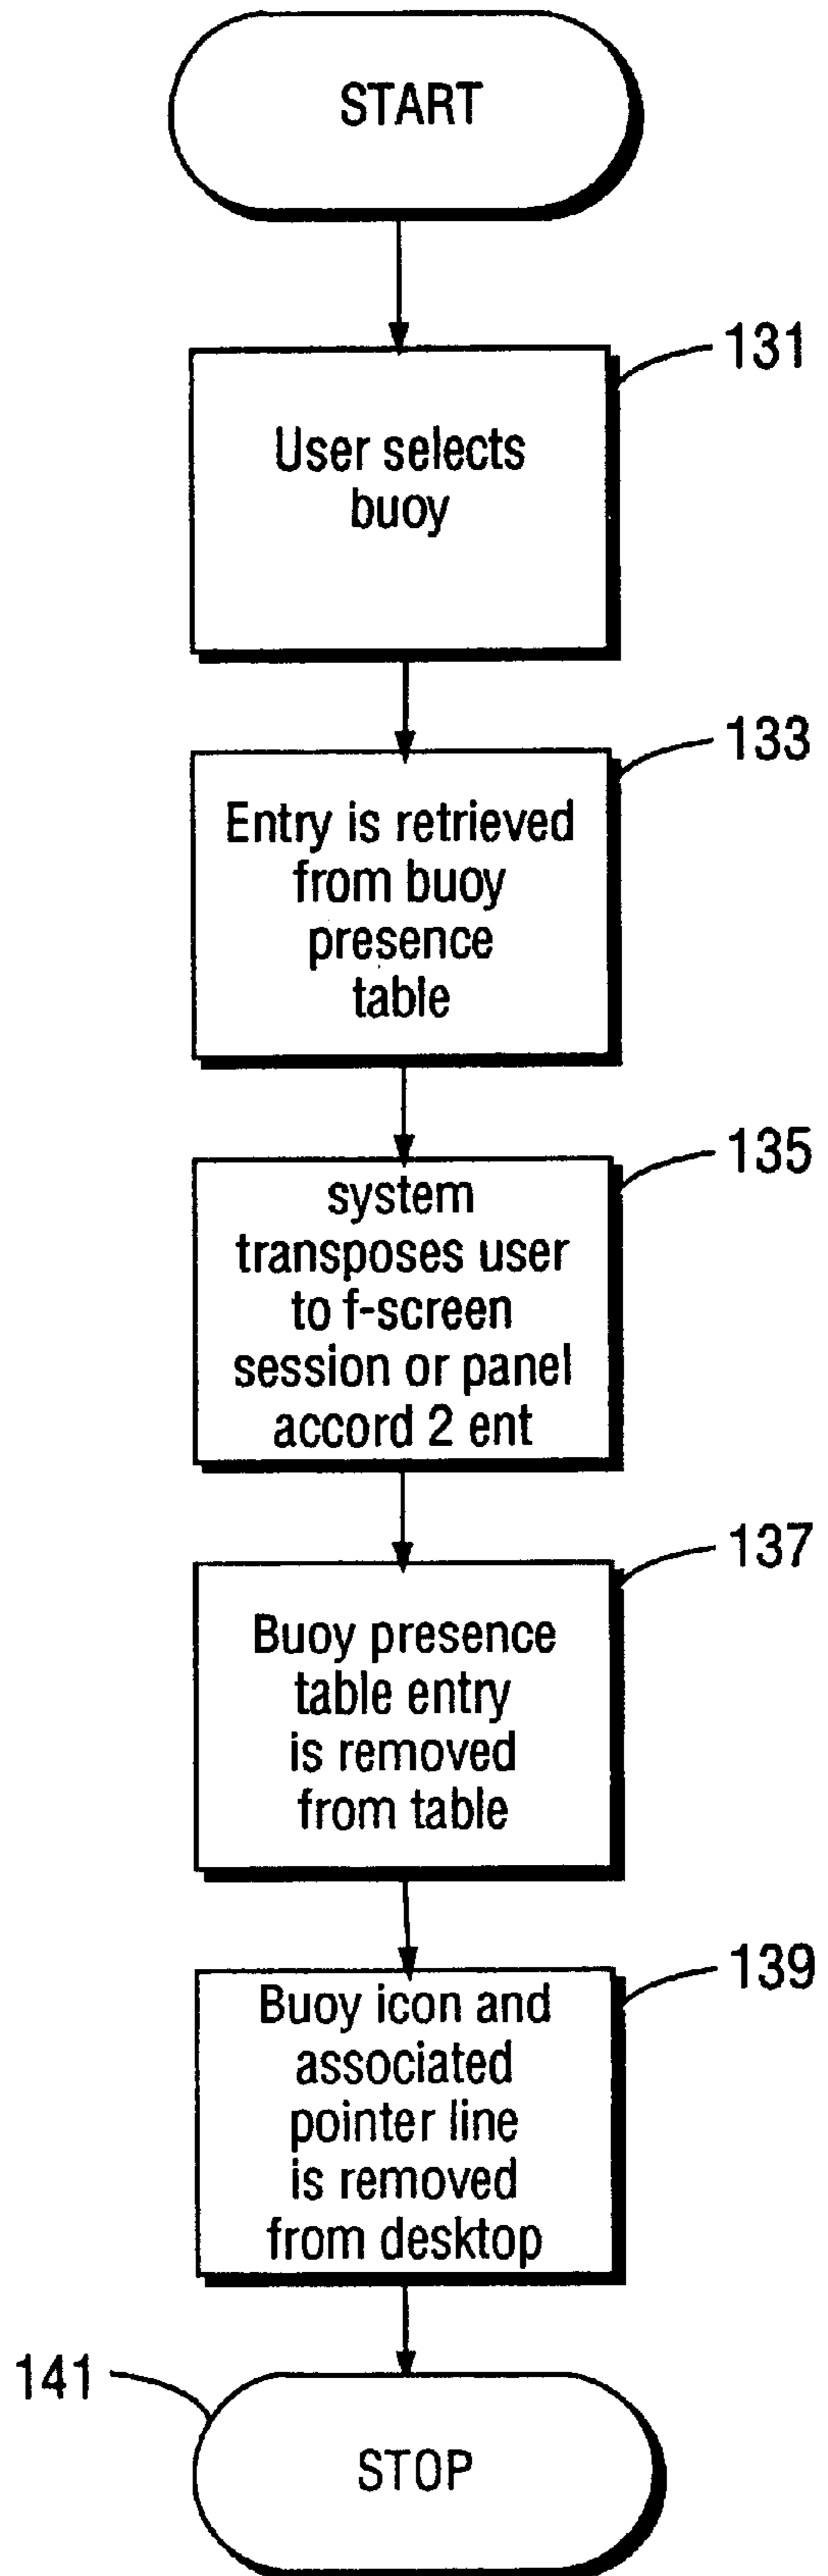 START
131
User selects
buoy
133
Entry is retrieved
from buoy
presence
table
135
system
transposes user
to f-screen
session or panel
accord 2 ent
137
Buoy presence
table entry
is removed
from table
139
Buoy icon and
associated
pointer line
is removed
from desktop
141
STOP